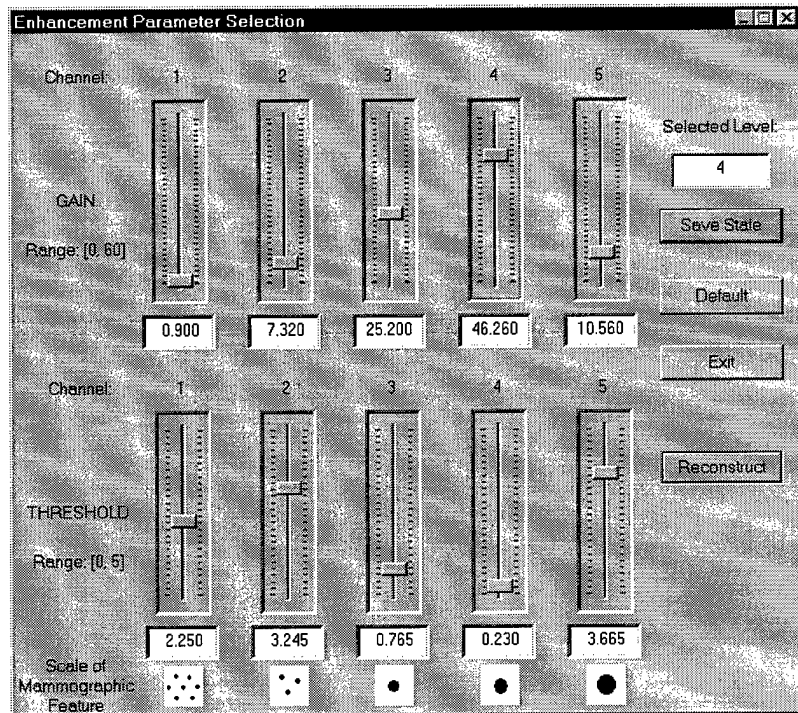 Enhancement Parameter Selection
Channel: 1 2 3 4 5
Selected Level:
4
GAIN
Save State
Range: [0, 60]
Default
0.900 7.320 25.200 46.260 10.560
Exit
Channel: 1 2 3 4 5
Reconstruct
THRESHOLD
Range: [0, 5]
2.250 3.245 0.765 0.230 3.665
Scale of
Mammographic
Feature